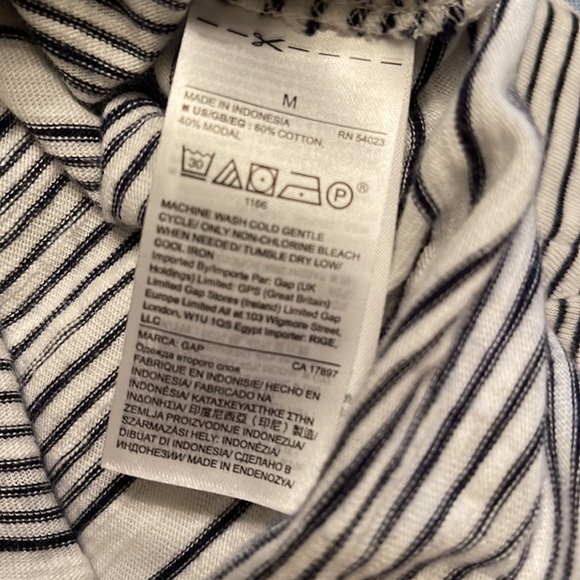 M
MADE IN INDONESIA
RN 54023
■ US/GB/EG : 60% COTTON.
40% MODAL
30
P
®
1166
MACHINE WASH COLD GENTLE
CYCLE/ ONLY NON-CHLORINE BLEACH
WHEN NEEDED/ TUMBLE DRY LOW/
COOL IRON
Imported By/Importe Par: Gap (UK
Holdings) Limited: GPS (Great Britain)
Limited Gap Stores (Ireland) Limited Gap
Europe Limited All at 103 Wigmore Street,
London, W1U 1QS Egypt Importer: RIGE,
LLC
MARCA: GAP
CA 17897
Одежда второго слоя
FABRIQUE EN INDONISIE/ HECHO EN
INDONESIA/ FABRICADO NA
INDONÉSIA/ ΚΑΤΑΣΚΕΥΑΣΤΗΚΕ ΣΤΗΝ
ΙΝΔΟΝΗΣΙΑ/ 印度尼西亞 (印尼) 製造/
ZEMLJA PROIZVODNJE INDONEZIJA/
SZÁRMAZÁSI HELY: INDONÉZIA/
DIBUAT DI INDONESIA/ СДЕЛАНО В
ИНДОНЕЗИИ/ MADE IN ENDENOZYA/